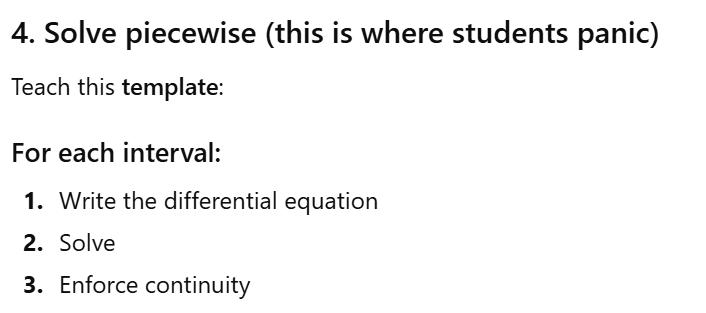 4. Solve piecewise (this is where students panic)
Teach this template:
For each interval:
1. Write the differential equation
2. Solve
3. Enforce continuity